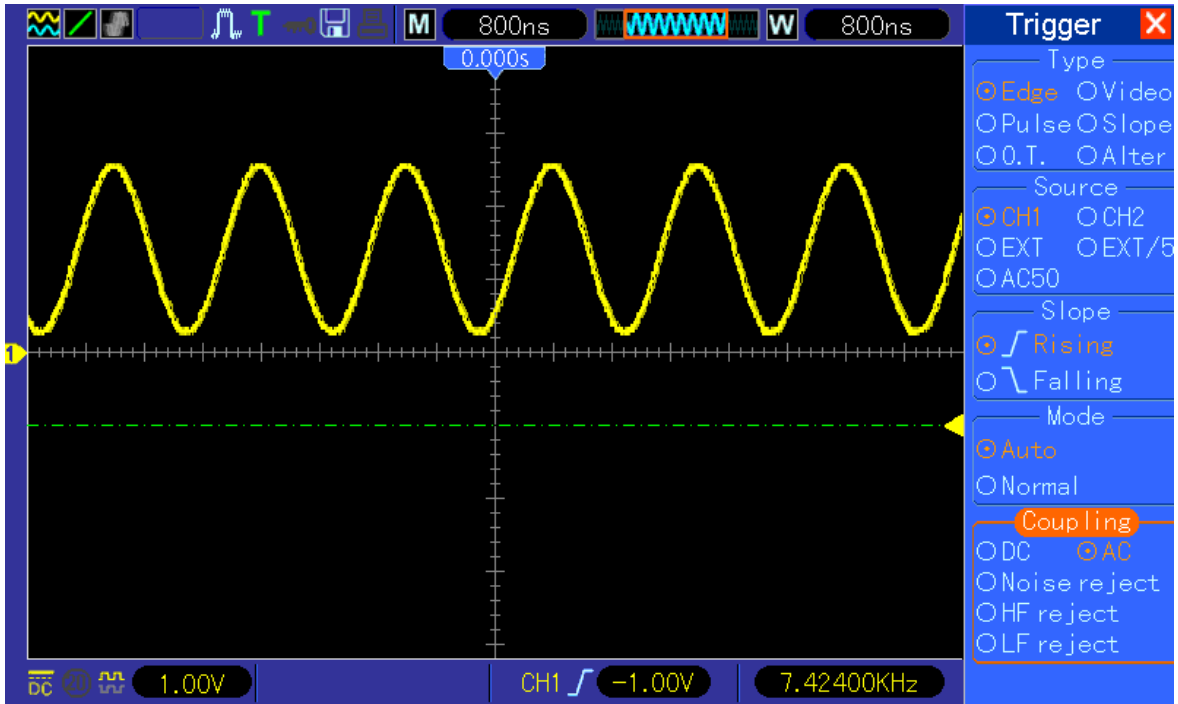 T M 800ns W 800ns
0.000s
1
DC 20 1.00V CH1 -1.00V 7.42400KHz
Trigger X
Type
Edge Video
Pulse Slope
O.T. Alter
Source
CH1 CH2
EXT EXT/5
AC50
Slope
Rising
Falling
Mode
Auto
Normal
Coupling
DC AC
Noise reject
HF reject
LF reject